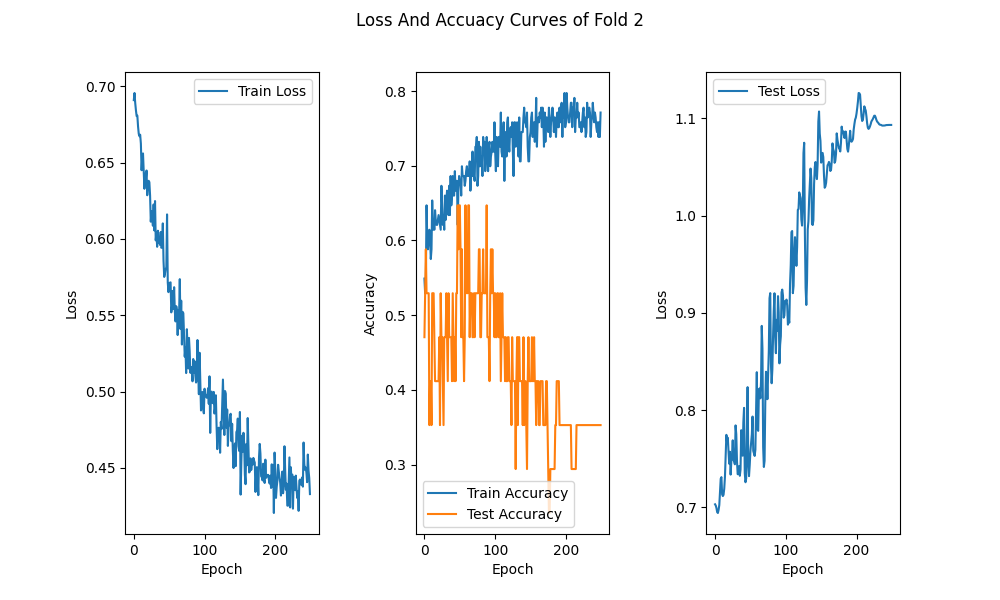 Loss And Accuacy Curves of Fold 2
Train Loss
0.70
0.65
0.60
0.55
0.50
0.45
Loss
0
100
200
Epoch
0.8
0.7
0.6
0.5
0.4
0.3
Accuracy
Train Accuracy
Test Accuracy
0
100
200
Epoch
Test Loss
1.1
1.0
0.9
0.8
0.7
Loss
0
100
200
Epoch